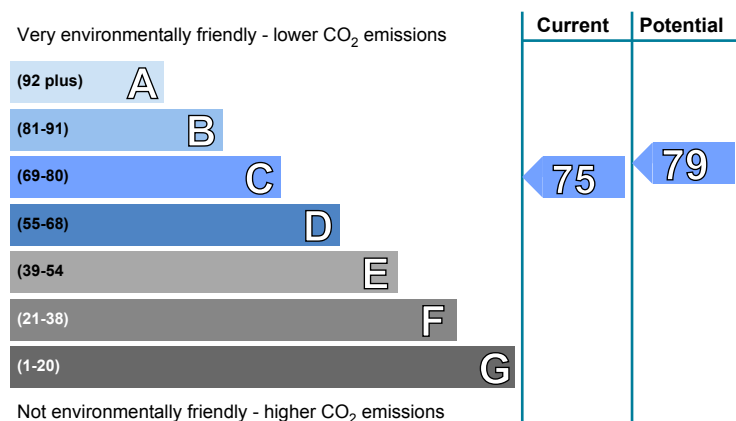 Current Potential
Very environmentally friendly - lower CO2 emissions
(92 plus) A
(81-91) B
(69-80) C 75 79
(55-68) D
(39-54 E
(21-38) F
(1-20) G
Not environmentally friendly - higher CO2 emissions